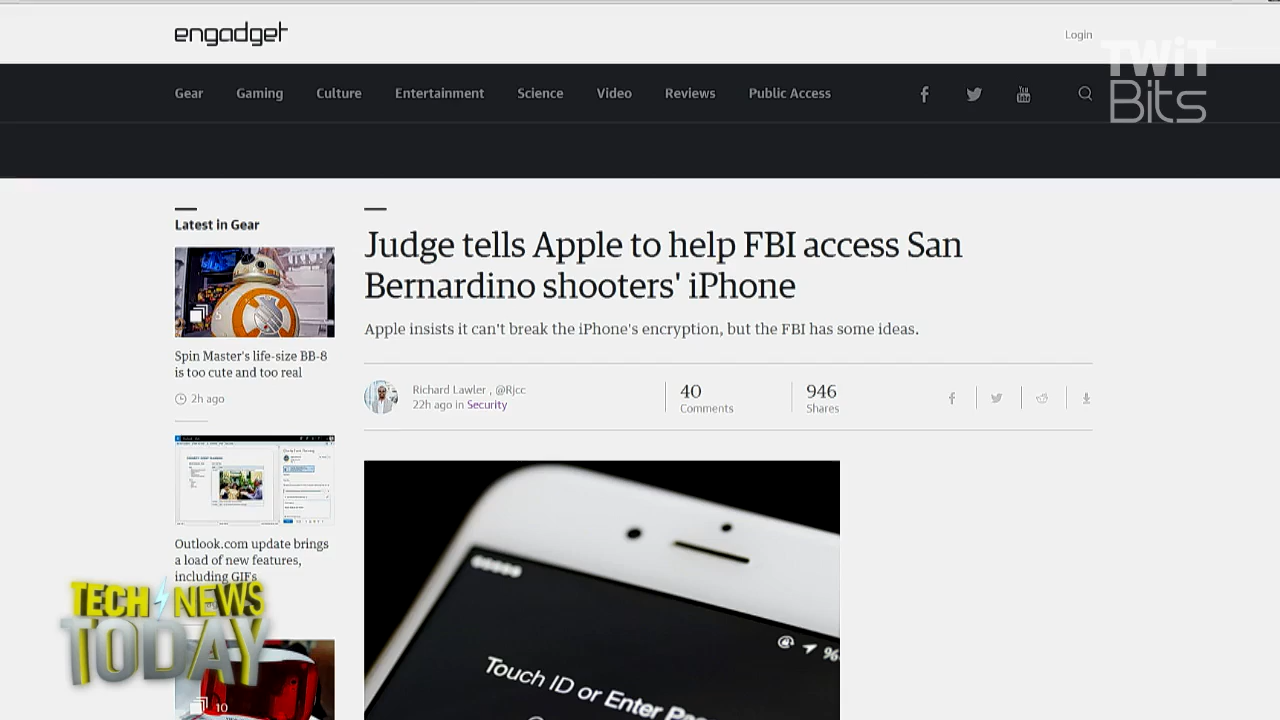 engadget
Login
TWiT
Bits
Gear Gaming Culture Entertainment Science Video Reviews Public Access
Latest in Gear
5
Spin Master's life-size BB-8
is too cute and too real
2h ago
Outlook.com update brings
a load of new features,
including GIFs
TECH NEWS
TODAY
10
Judge tells Apple to help FBI access San
Bernardino shooters' iPhone
Apple insists it can't break the iPhone's encryption, but the FBI has some ideas.
Richard Lawler , @Rjcc
22h ago in Security
40
Comments
946
Shares
Touch ID or Enter